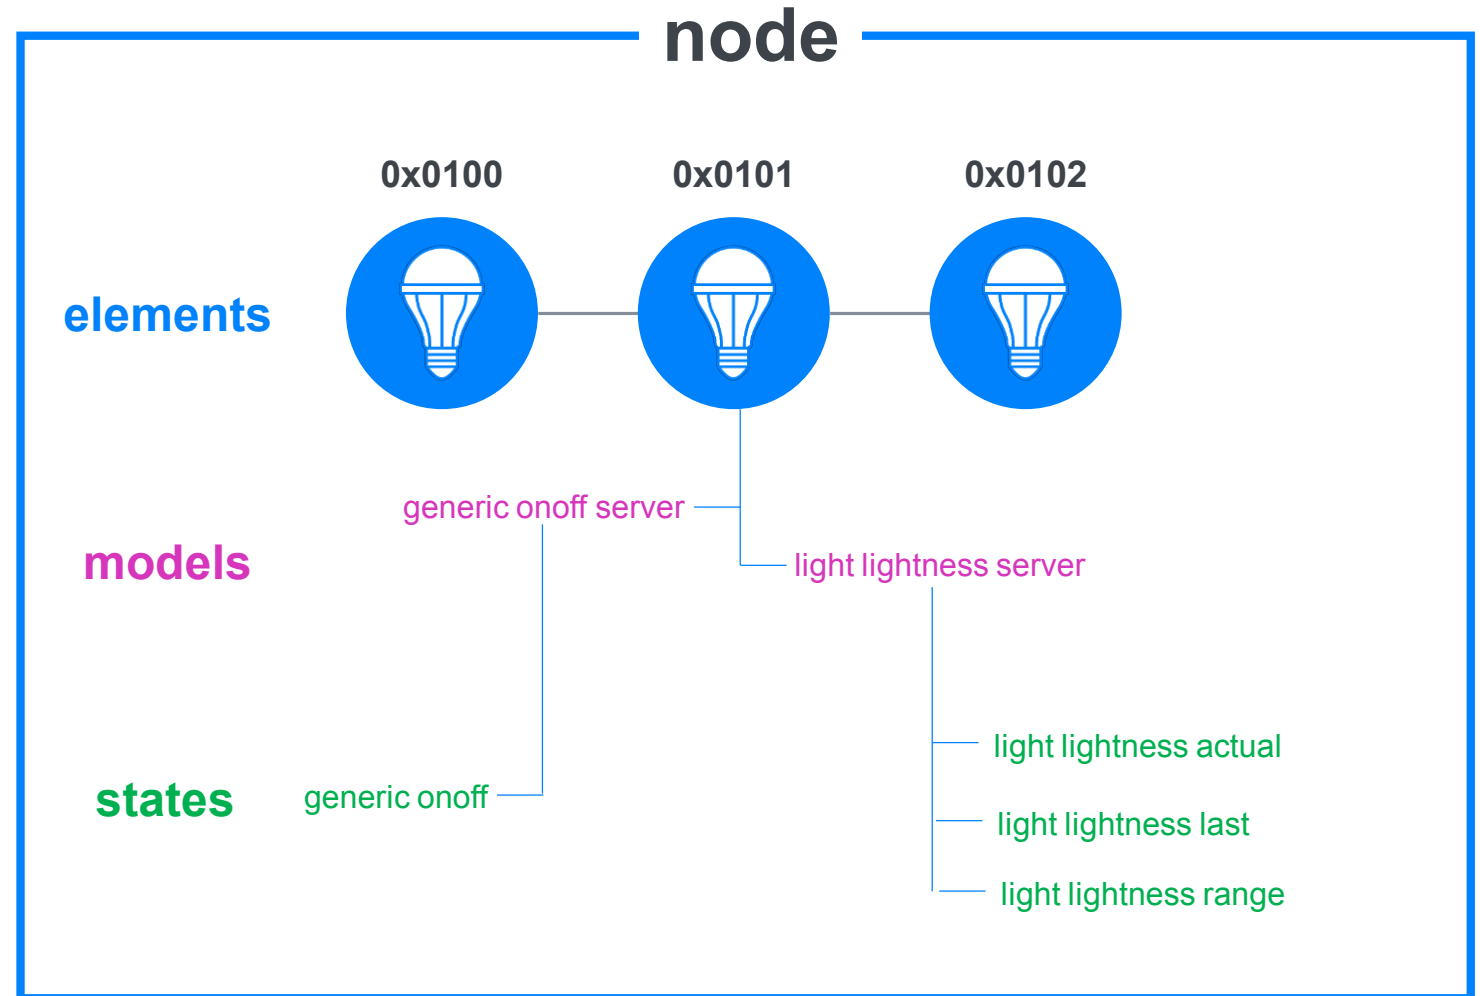 node
0x0100 0x0101 0x0102
elements
generic onoff server
models
light lightness server
light lightness actual
states
generic onoff
light lightness last
light lightness range